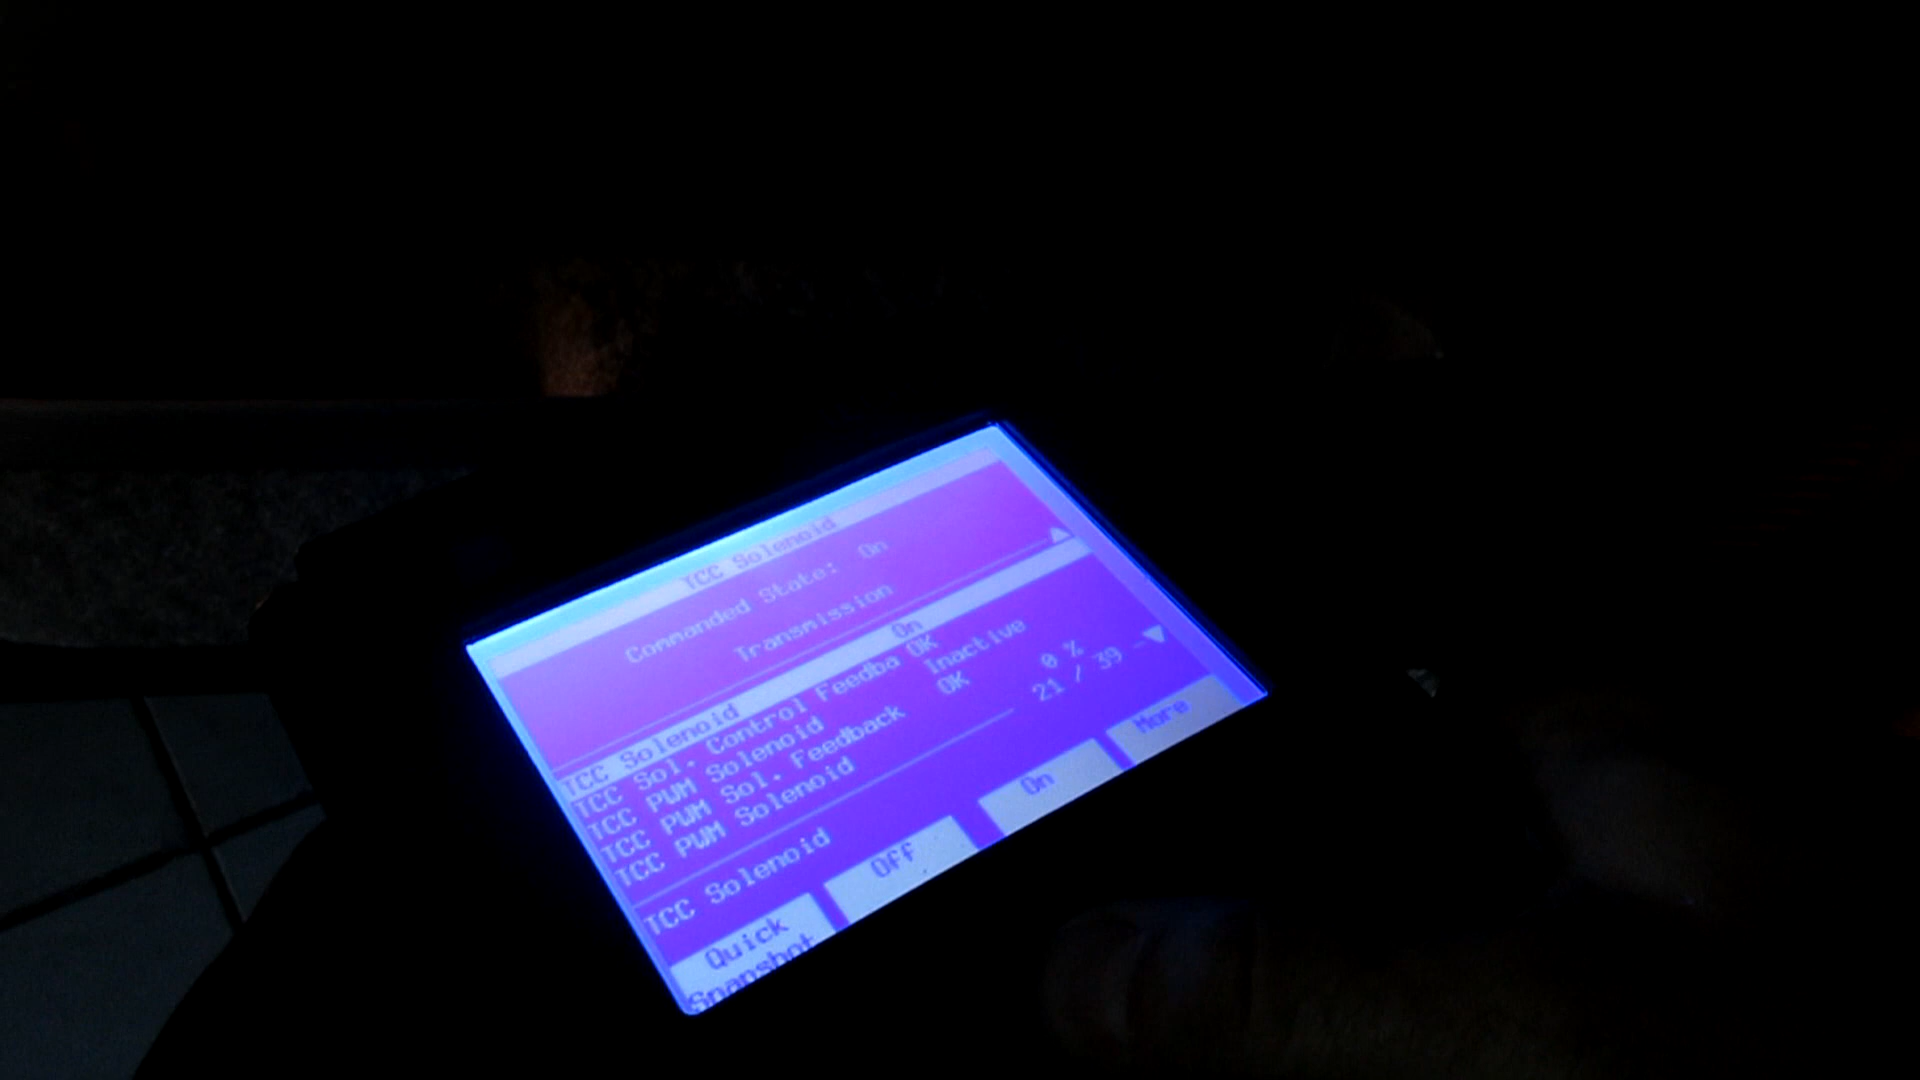 TCC Solenoid
Commanded State: On
Transmission
TCC Solenoid On
TCC Sol. Control Feedba OK
TCC PWM Solenoid Inactive
TCC PWM Sol. Feedback OK
TCC PWM Solenoid 0 %
TCC Solenoid 21 / 39
Quick Snapshot Off On More